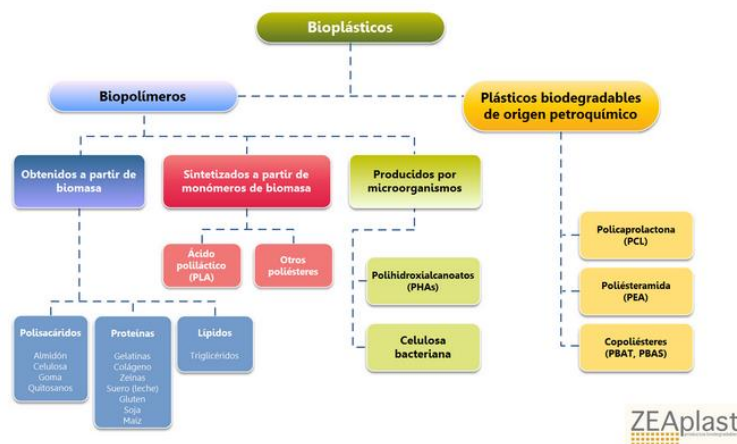 Bioplásticos
Biopolímeros
Plásticos biodegradables
de origen petroquímico
Obtenidos a partir de
biomasa
Sintetizados a partir de
monómeros de biomasa
Producidos por
microorganismos
Ácido
poliláctico
(PLA)
Otros
poliésteres
Polihidroxialcanoatos
(PHAs)
Celulosa
bacteriana
Policaprolactona
(PCL)
Poliésteramida
(PEA)
Copoliésteres
(PBAT, PBAS)
Polisacáridos
Almidón
Celulosa
Goma
Quitosanos
Proteínas
Gelatinas
Colágeno
Zeínas
Suero (leche)
Gluten
Soja
Maíz
Lípidos
Triglicéridos
ZEAplast